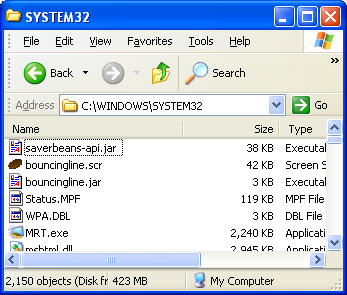 SYSTEM32
File Edit View Favorites Tools Help
Back Search
Address C:\WINDOWS\SYSTEM32 Go
Name Size Type
saverbeans-api.jar 38 KB Executal
bouncingline.scr 42 KB Screen S
bouncingline.jar 3 KB Executal
Status.MPF 119 KB MPF File
WPA.DBL 3 KB DBL File
MRT.exe 2,240 KB Applicati
mshtml.dll 2,945 KB Applicati
2,150 objects (Disk fr 423 MB My Computer